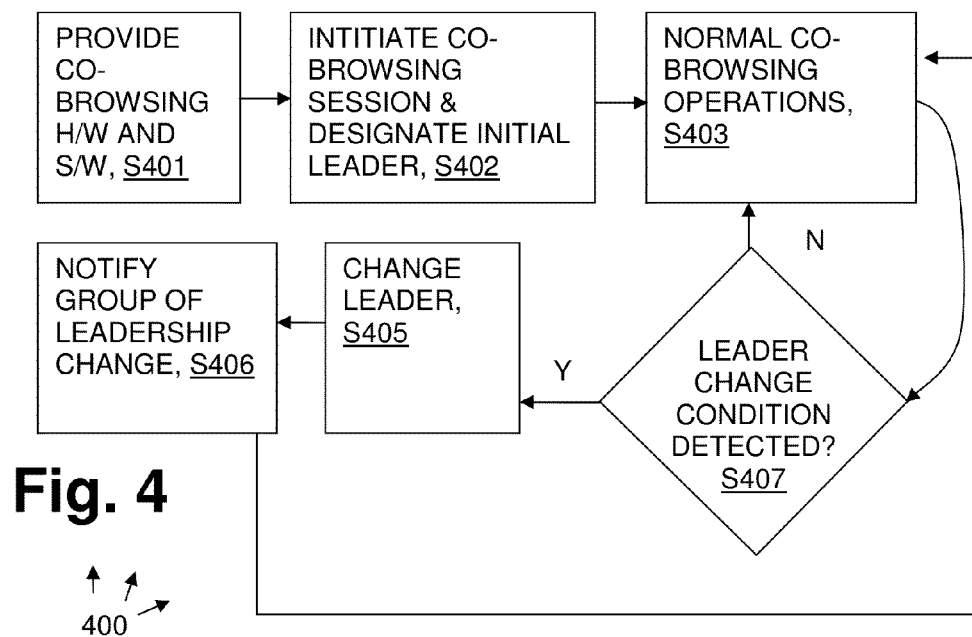 PROVIDE
CO-
BROWSING
H/W AND
S/W, S401
INTITIATE CO-
BROWSING
SESSION &
DESIGNATE INITIAL
LEADER, S402
NORMAL CO-
BROWSING
OPERATIONS,
S403
NOTIFY
GROUP OF
LEADERSHIP
CHANGE, S406
CHANGE
LEADER,
S405
Y
N
LEADER
CHANGE
CONDITION
DETECTED?
S407
Fig. 4
400